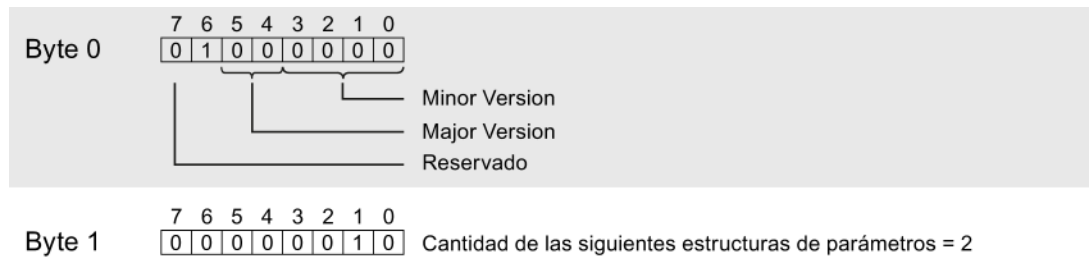 7 6 5 4 3 2 1 0
Byte 0 0 1 0 0 0 0 0 0
Minor Version
Major Version
Reservado
7 6 5 4 3 2 1 0
Byte 1 0 0 0 0 0 0 1 0 Cantidad de las siguientes estructuras de parámetros = 2